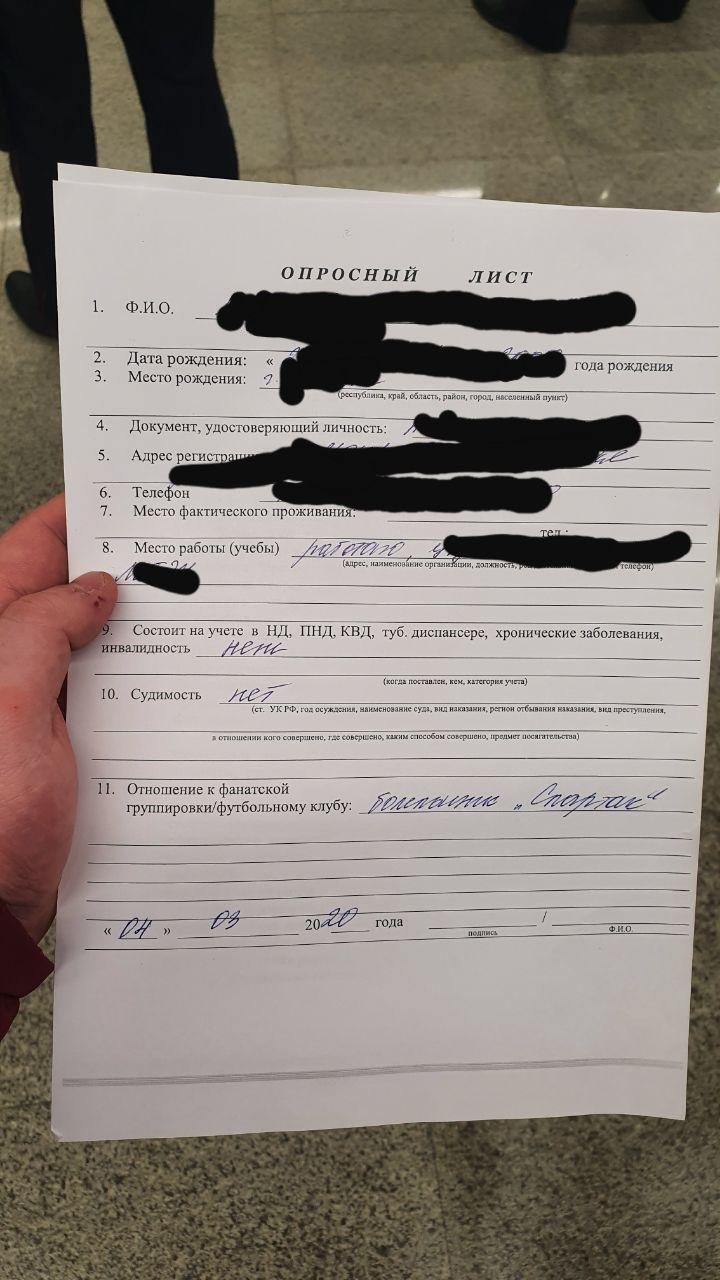 ОПРОСНЫЙ ЛИСТ
1. Ф.И.О.
2. Дата рождения: « года рождения
3. Место рождения:
(республика, край, область, район, город, населенный пункт)
4. Документ, удостоверяющий личность:
5. Адрес регистрации
6. Телефон
7. Место фактического проживания:
тел.:
8. Место работы (учебы) работаю,
(адрес, наименование организации, должность, телефон)
9. Состоит на учете в НД, ПНД, КВД, туб. диспансере, хронические заболевания,
инвалидность нет
(когда поставлен, кем, категория учета)
10. Судимость нет
(ст. УК РФ, год осуждения, наименование суда, вид наказания, регион отбывания наказания, вид преступления,
в отношении кого совершено, где совершено, каким способом совершено, предмет посягательства)
11. Отношение к фанатской
группировки/футбольному клубу: болельщик „Спартак“
« 04 » 03 2020 года /
подпись Ф.И.О.